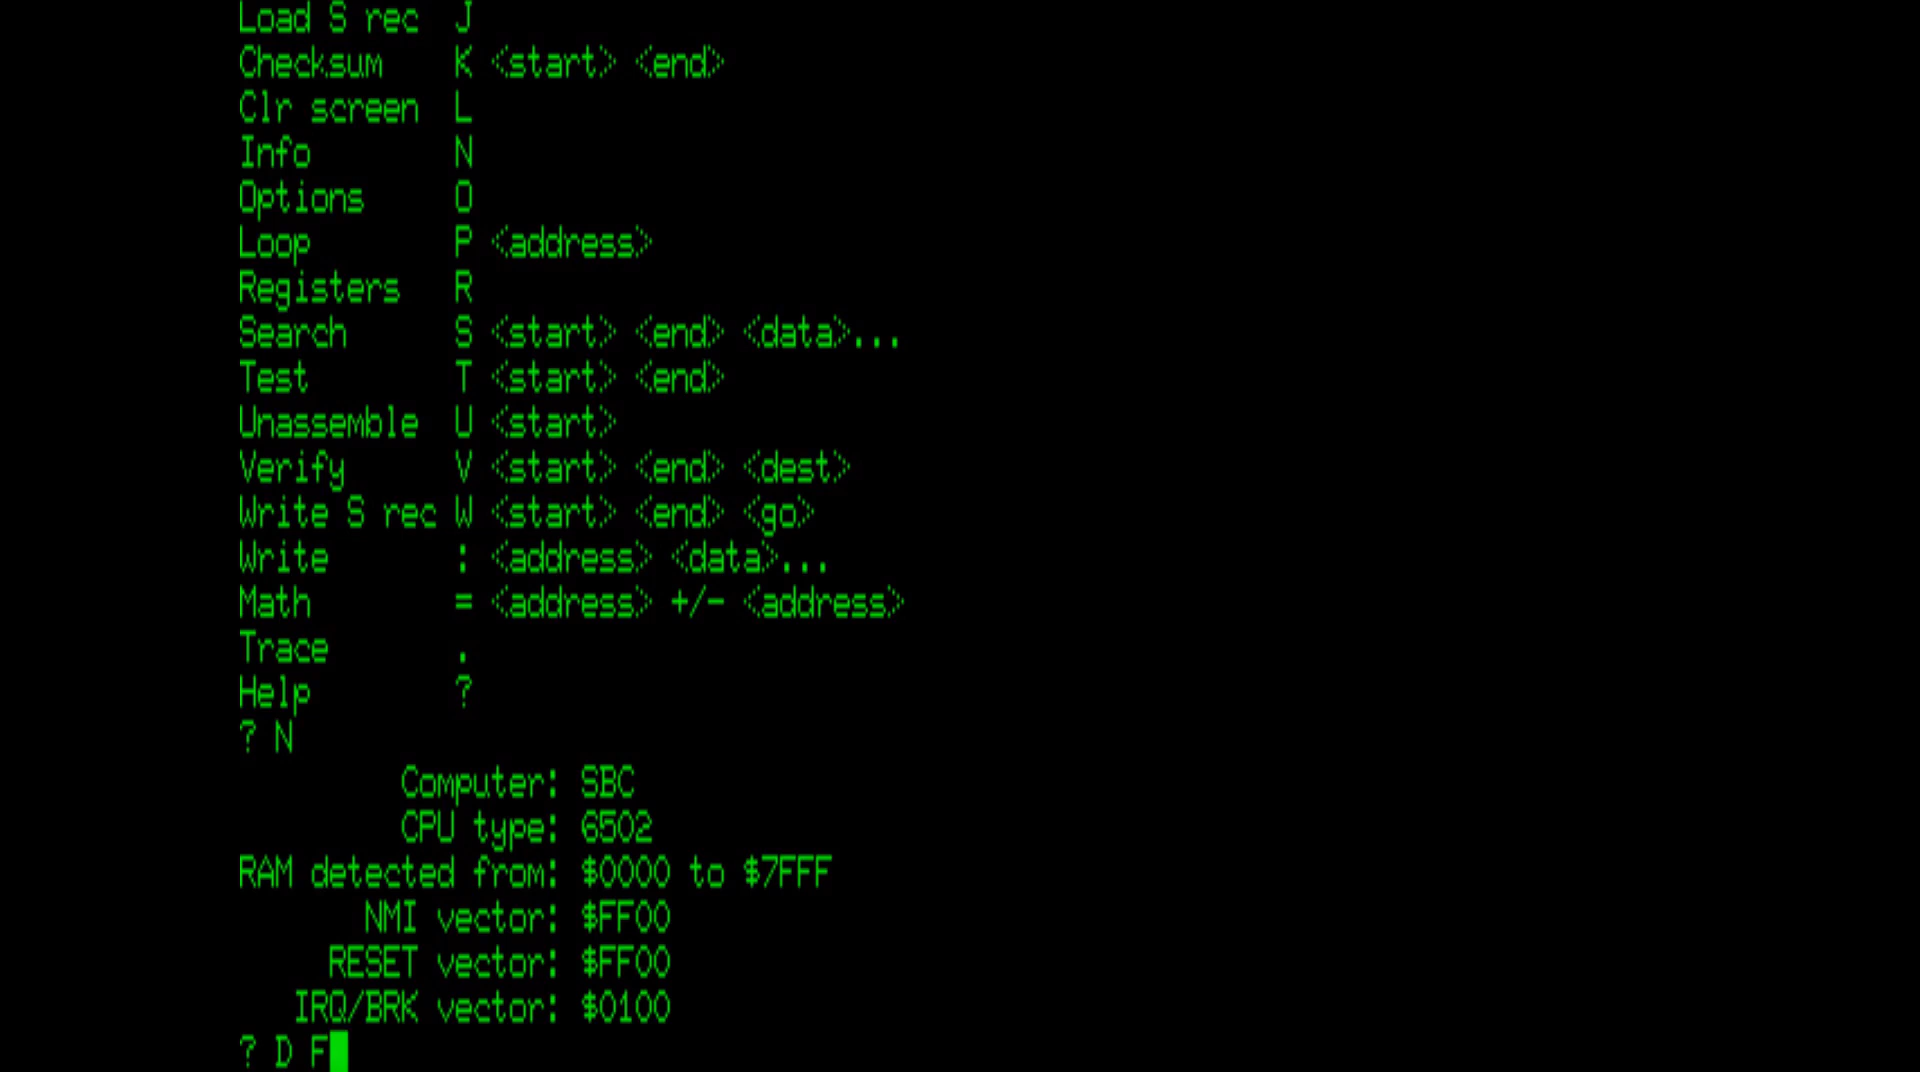 Load S rec  J
Checksum    K <start> <end>
Clr screen  L
Info        N
Options     O
Loop        P <address>
Registers   R
Search      S <start> <end> <data>...
Test        T <start> <end>
Unassemble  U <start>
Verify      V <start> <end> <dest>
Write S rec W <start> <end> <go>
Write       : <address> <data>...
Math        = <address> +/- <address>
Trace       .
Help        ?
? N
         Computer: SBC
         CPU type: 6502
RAM detected from: $0000 to $7FFF
       NMI vector: $FF00
     RESET vector: $FF00
   IRQ/BRK vector: $0100
? D F